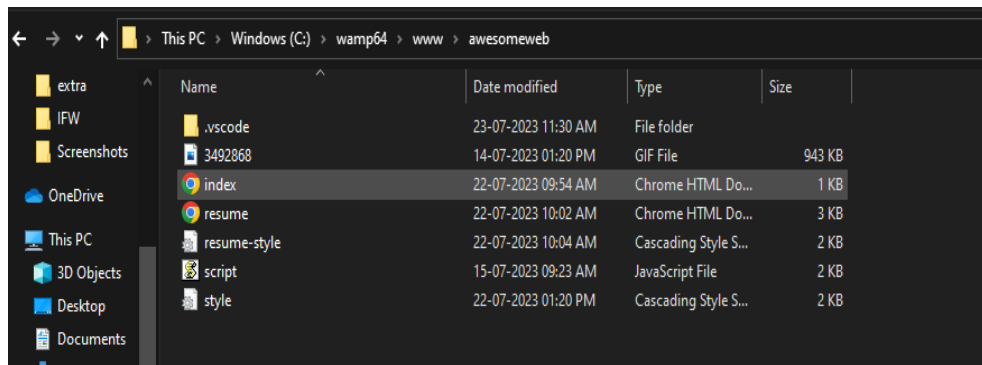 This PC > Windows (C:) > wamp64 > www > awesomeweb
extra
IFW
Screenshots
OneDrive
This PC
3D Objects
Desktop
Documents
Name Date modified Type Size
.vscode 23-07-2023 11:30 AM File folder
3492868 14-07-2023 01:20 PM GIF File 943 KB
index 22-07-2023 09:54 AM Chrome HTML Do... 1 KB
resume 22-07-2023 10:02 AM Chrome HTML Do... 3 KB
resume-style 22-07-2023 10:04 AM Cascading Style S... 2 KB
script 15-07-2023 09:23 AM JavaScript File 2 KB
style 22-07-2023 01:20 PM Cascading Style S... 2 KB